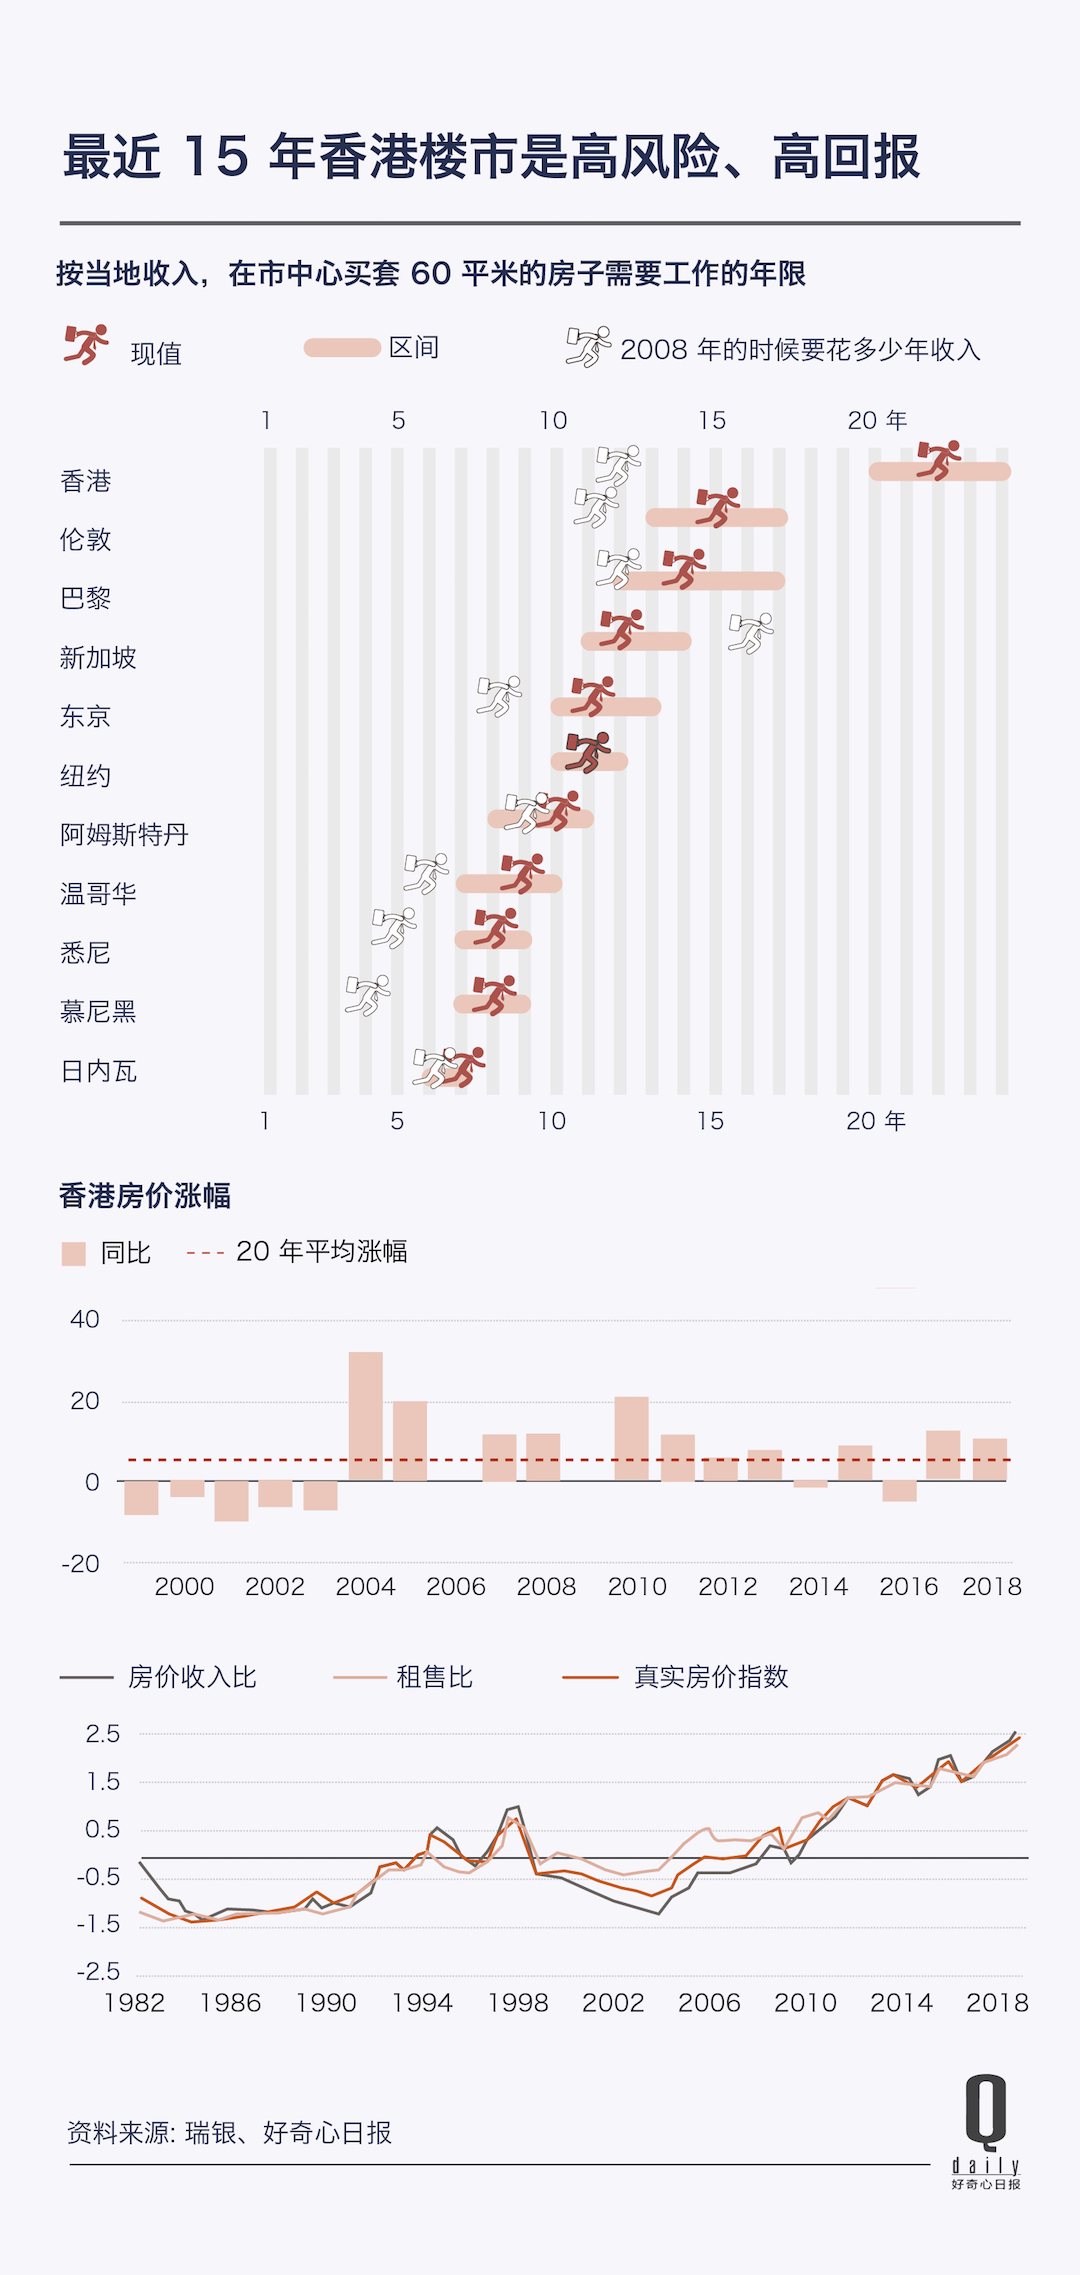 最近 15 年香港楼市是高风险、高回报
按当地收入，在市中心买套 60 平米的房子需要工作的年限
现值 区间 2008 年的时候要花多少年收入
1 5 10 15 20 年
香港
伦敦
巴黎
新加坡
东京
纽约
阿姆斯特丹
温哥华
悉尼
慕尼黑
日内瓦
1 5 10 15 20 年
香港房价涨幅
同比 20 年平均涨幅
40
20
0
-20
2000 2002 2004 2006 2008 2010 2012 2014 2016 2018
房价收入比 租售比 真实房价指数
2.5
1.5
0.5
-0.5
-1.5
-2.5
1982 1986 1990 1994 1998 2002 2006 2010 2014 2018
资料来源: 瑞银、好奇心日报
Q
daily
好奇心日报